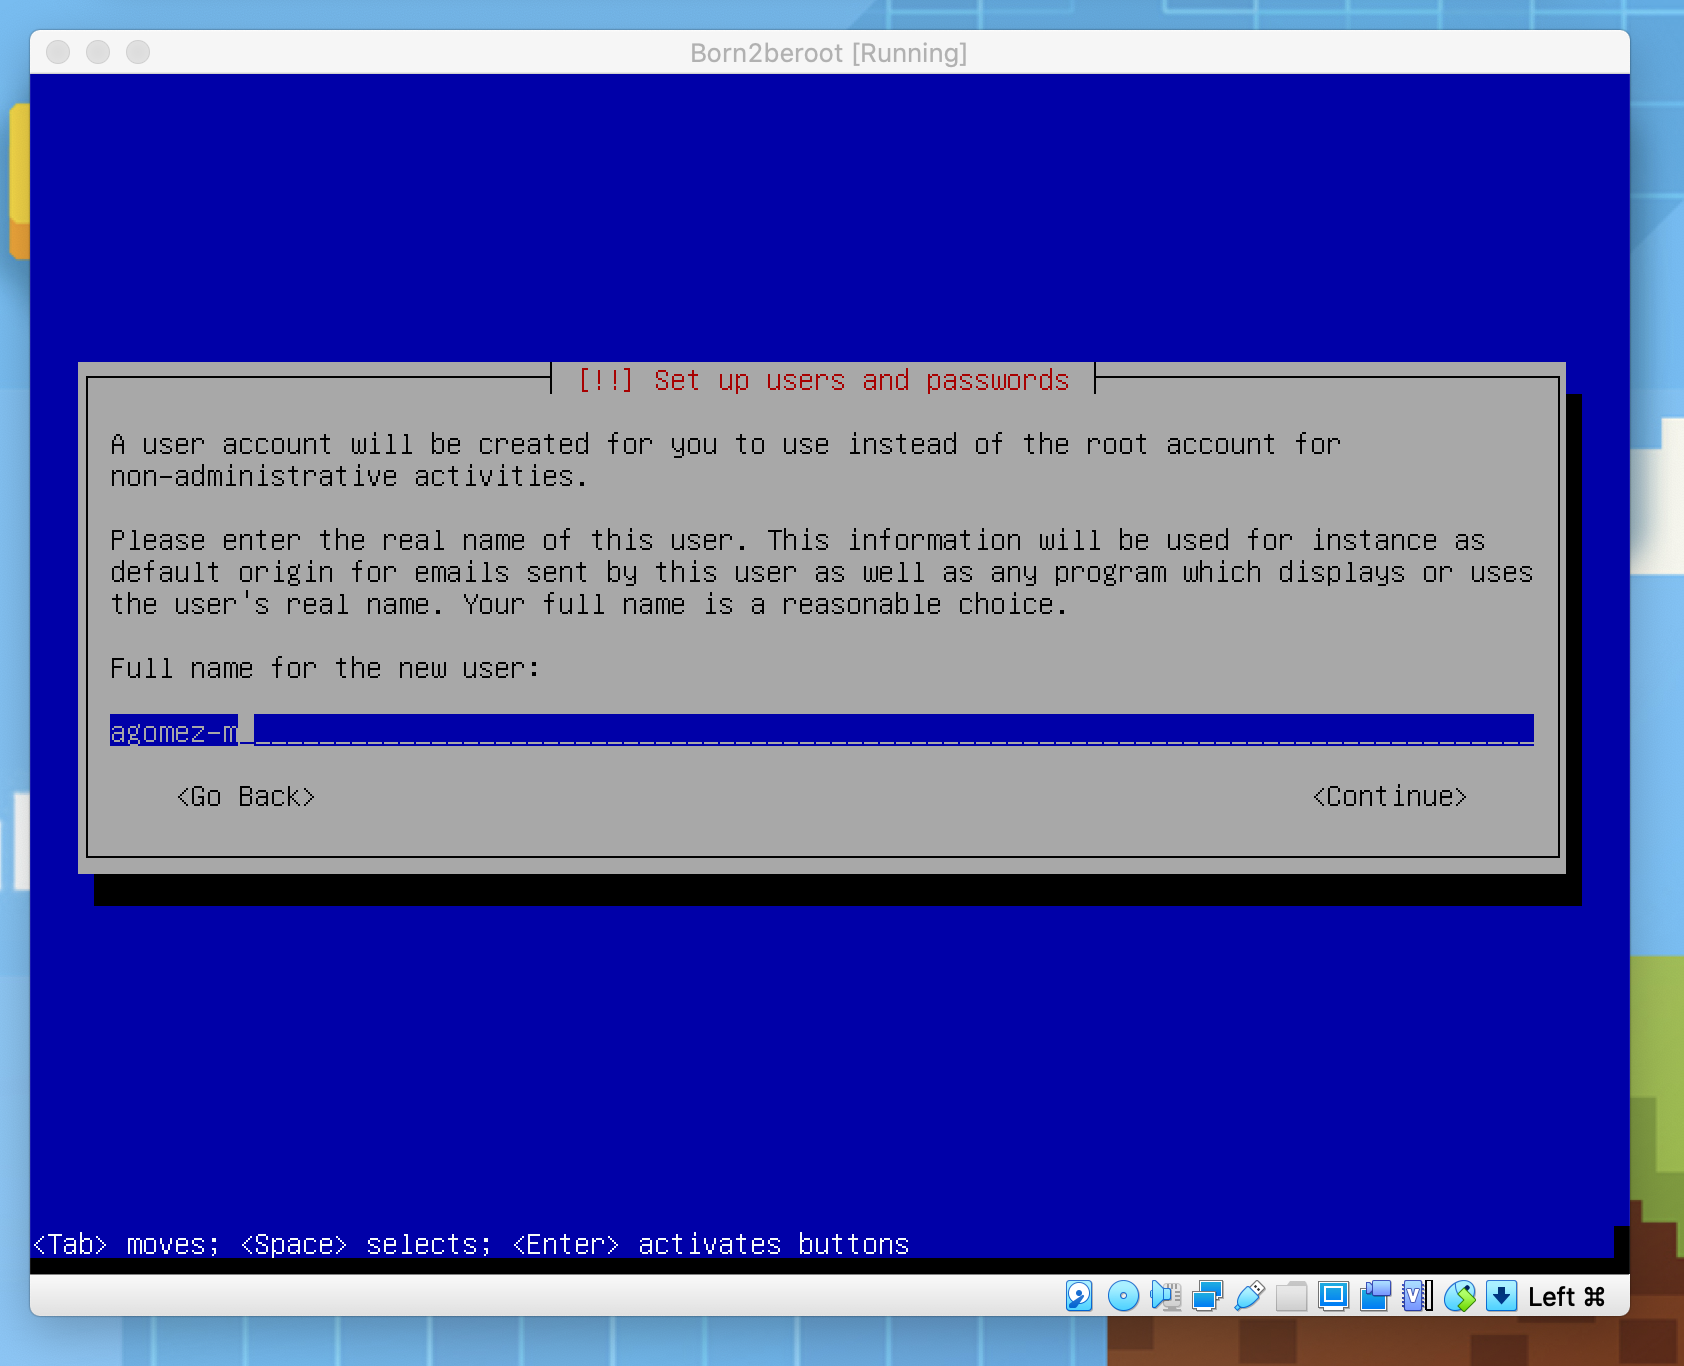 Born2beroot [Running]
[!!] Set up users and passwords
A user account will be created for you to use instead of the root account for
non-administrative activities.
Please enter the real name of this user. This information will be used for instance as
default origin for emails sent by this user as well as any program which displays or uses
the user's real name. Your full name is a reasonable choice.
Full name for the new user:
agomez-m
<Go Back> <Continue>
<Tab> moves; <Space> selects; <Enter> activates buttons
Left ⌘